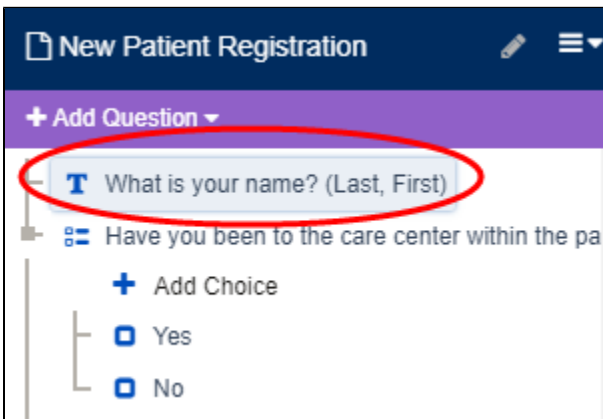 New Patient Registration
+ Add Question
T What is your name? (Last, First)
Have you been to the care center within the pa
+ Add Choice
Yes
No